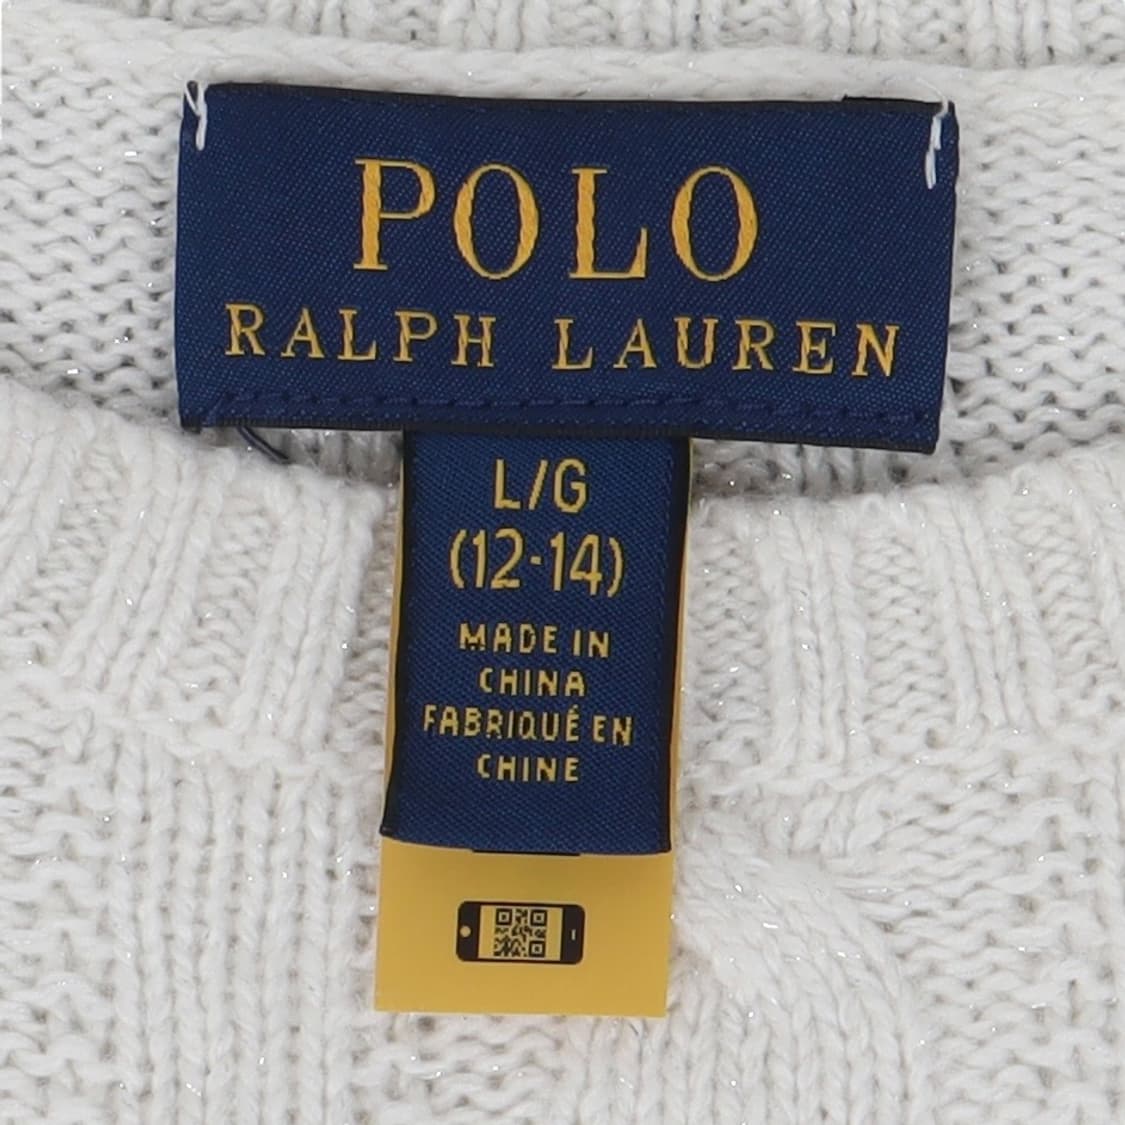 POLO
RALPH LAUREN
L/G
(12-14)
MADE IN
CHINA
FABRIQUÉ EN
CHINE